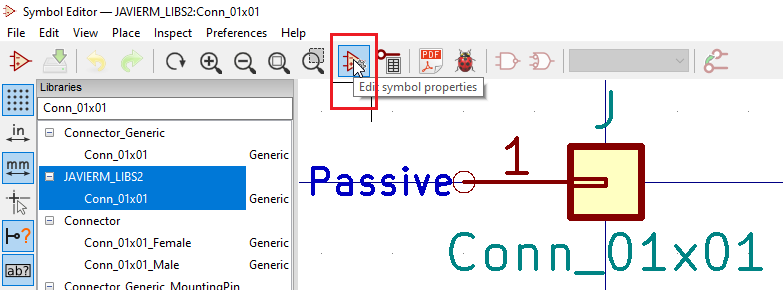 Symbol Editor — JAVIERM_LIBS2:Conn_01x01
File Edit View Place Inspect Preferences Help
PDF
Edit symbol properties
Libraries
Conn_01x01
Connector_Generic
Conn_01x01 Generic
JAVIERM_LIBS2
Conn_01x01 Generic
Connector
Conn_01x01_Female Generic
Conn_01x01_Male Generic
Connector_Generic_MountingPin
in
mm
?
ab?
J
1
Passive
Conn_01x01